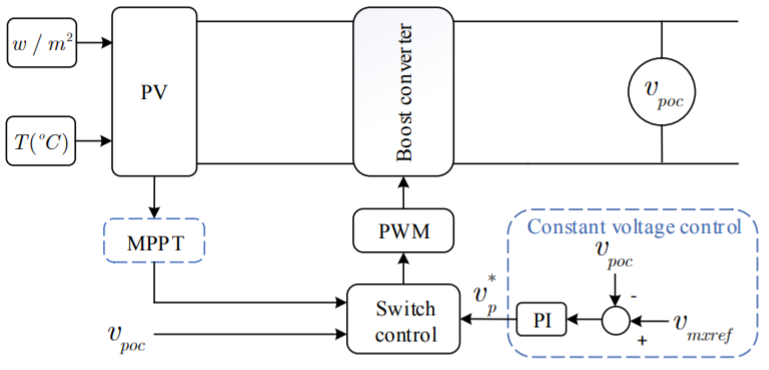 w / m²
PV
Boost converter
v_poc
T(°C)
MPPT
PWM
Constant voltage control
v_poc
-
v_p^*
Switch
control
PI
v_mxref
+
v_poc